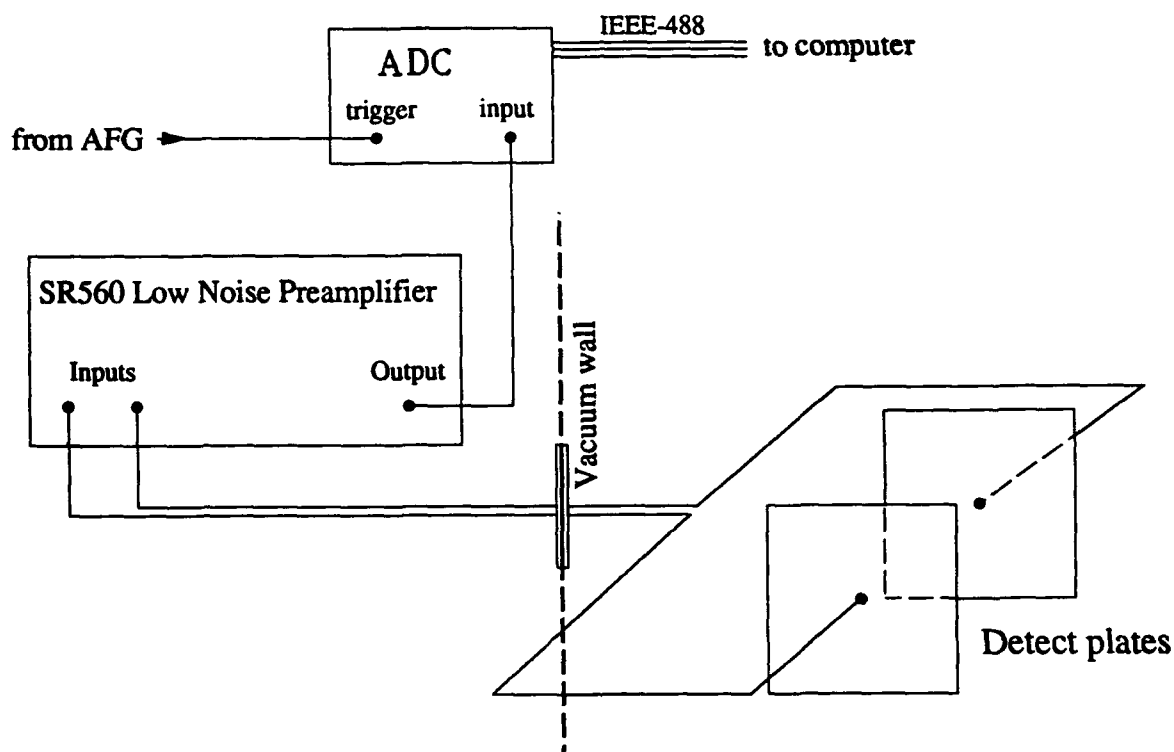 IEEE-488
to computer
ADC
trigger
input
from AFG
SR560 Low Noise Preamplifier
Inputs
Output
Vacuum wall
Detect plates